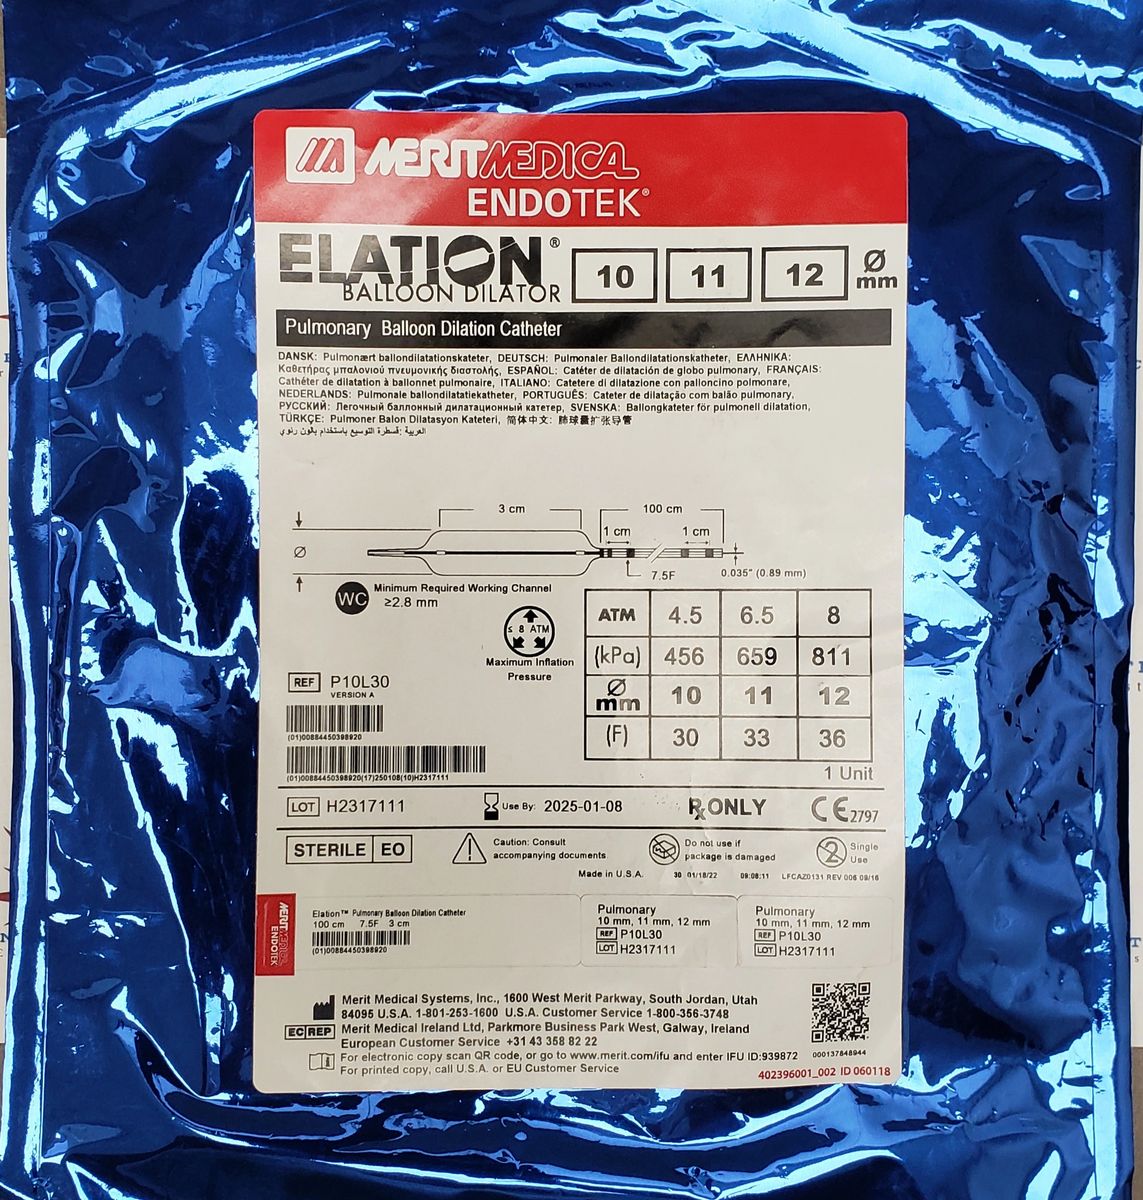 MERITMEDICAL
ENDOTEK®
ELATION®
BALLOON DILATOR
10 11 12 Ø mm
Pulmonary Balloon Dilation Catheter
DANSK: Pulmonært ballondilatationskateter, DEUTSCH: Pulmonaler Ballondilatationskatheter, ΕΛΛΗΝΙΚΑ:
Καθετήρας μπαλονιού πνευμονικής διαστολής, ESPAÑOL: Catéter de dilatación de globo pulmonary, FRANÇAIS:
Cathéter de dilatation à ballonnet pulmonaire, ITALIANO: Catetere di dilatazione con palloncino polmonare,
NEDERLANDS: Pulmonale ballondilatiekatheter, PORTUGUÊS: Cateter de dilatação com balão pulmonary,
РУССКИЙ: Легочный баллонный дилатационный катетер, SVENSKA: Ballongkateter för pulmonell dilatation,
TÜRKÇE: Pulmoner Balon Dilatasyon Kateteri, 简体中文: 肺球囊扩张导管
العربية: قسطرة التوسيع باستخدام بالون رئوي
3 cm 100 cm
1 cm 1 cm
Ø
7.5F 0.035" (0.89 mm)
WC Minimum Required Working Channel
≥2.8 mm
≤ 8 ATM
Maximum Inflation
Pressure
ATM 4.5 6.5 8
(kPa) 456 659 811
Ø mm 10 11 12
(F) 30 33 36
1 Unit
REF P10L30
VERSION A
(01)00884450398920
(01)00884450398920(17)250108(10)H2317111
LOT H2317111 Use By: 2025-01-08 Rx ONLY CE 2797
STERILE EO Caution: Consult
accompanying documents
Do not use if
package is damaged
2 Single
Use
Made in U.S.A. 30 01/18/22 09:08:11 LFCAZ0131 REV 006 09/16
MERITMEDICAL
ENDOTEK
Elation™ Pulmonary Balloon Dilation Catheter
100 cm 7.5F 3 cm
(01)00884450398920
Pulmonary
10 mm, 11 mm, 12 mm
REF P10L30
LOT H2317111
Pulmonary
10 mm, 11 mm, 12 mm
REF P10L30
LOT H2317111
Merit Medical Systems, Inc., 1600 West Merit Parkway, South Jordan, Utah
84095 U.S.A. 1-801-253-1600 U.S.A. Customer Service 1-800-356-3748
EC REP Merit Medical Ireland Ltd, Parkmore Business Park West, Galway, Ireland
European Customer Service +31 43 358 82 22
For electronic copy scan QR code, or go to www.merit.com/ifu and enter IFU ID:939872
For printed copy, call U.S.A. or EU Customer Service
000137848944
402396001_002 ID 060118